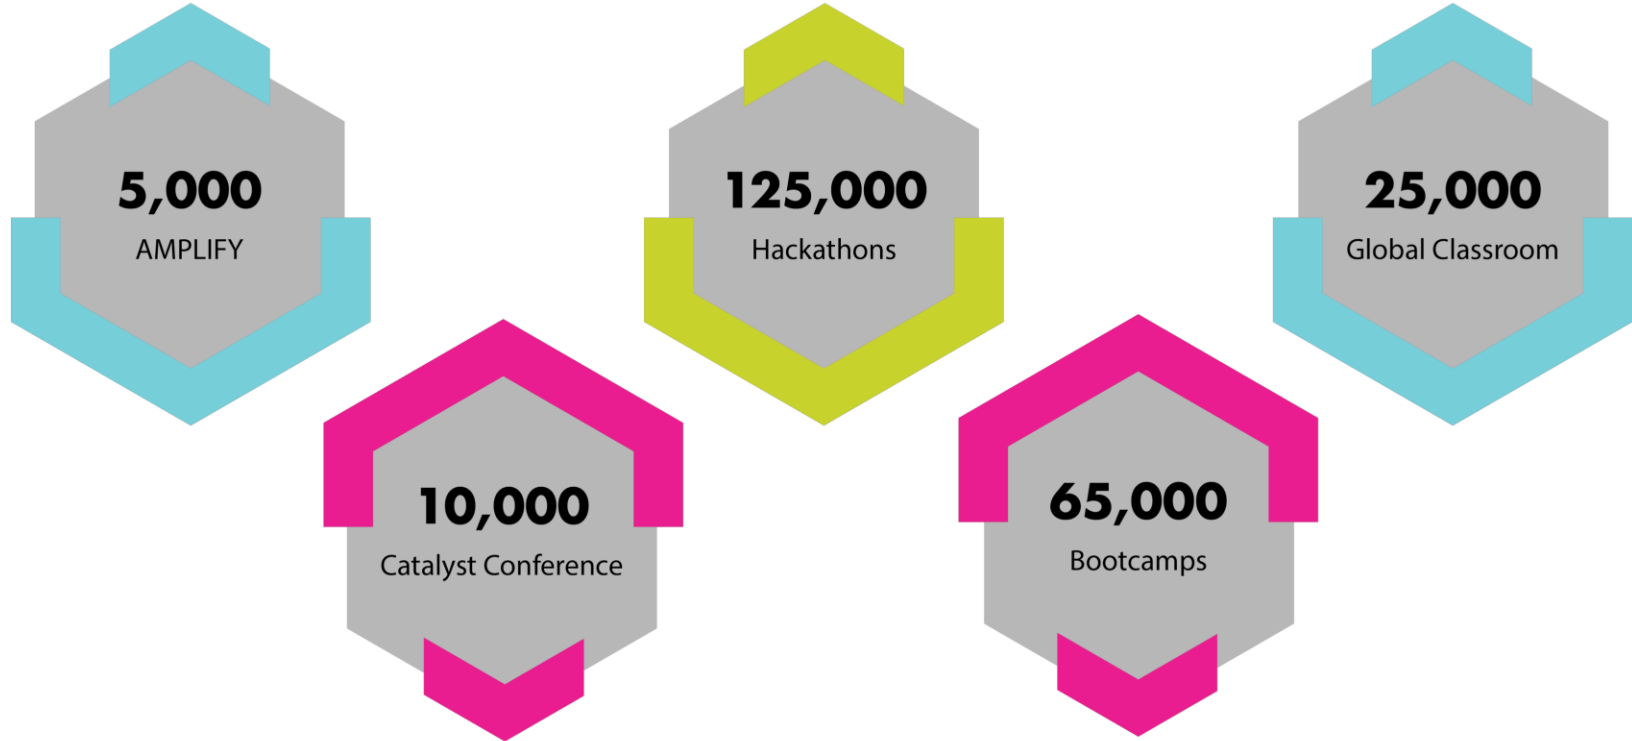 5,000
AMPLIFY
125,000
Hackathons
25,000
Global Classroom
10,000
Catalyst Conference
65,000
Bootcamps